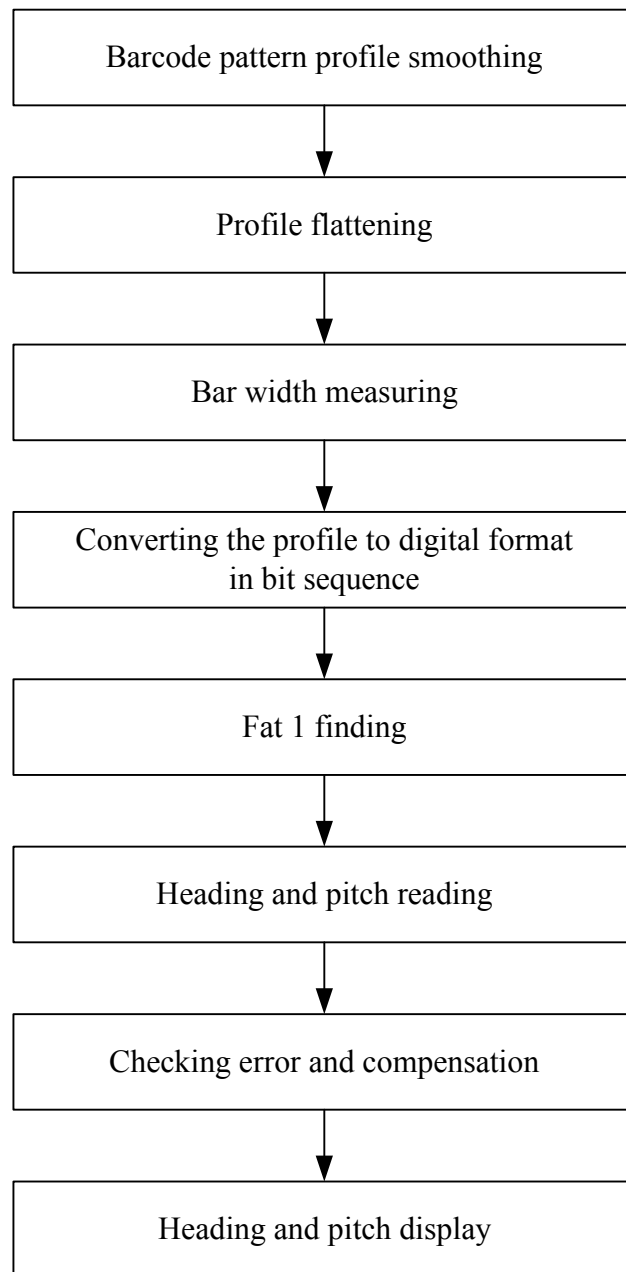 Barcode pattern profile smoothing
Profile flattening
Bar width measuring
Converting the profile to digital format
in bit sequence
Fat 1 finding
Heading and pitch reading
Checking error and compensation
Heading and pitch display